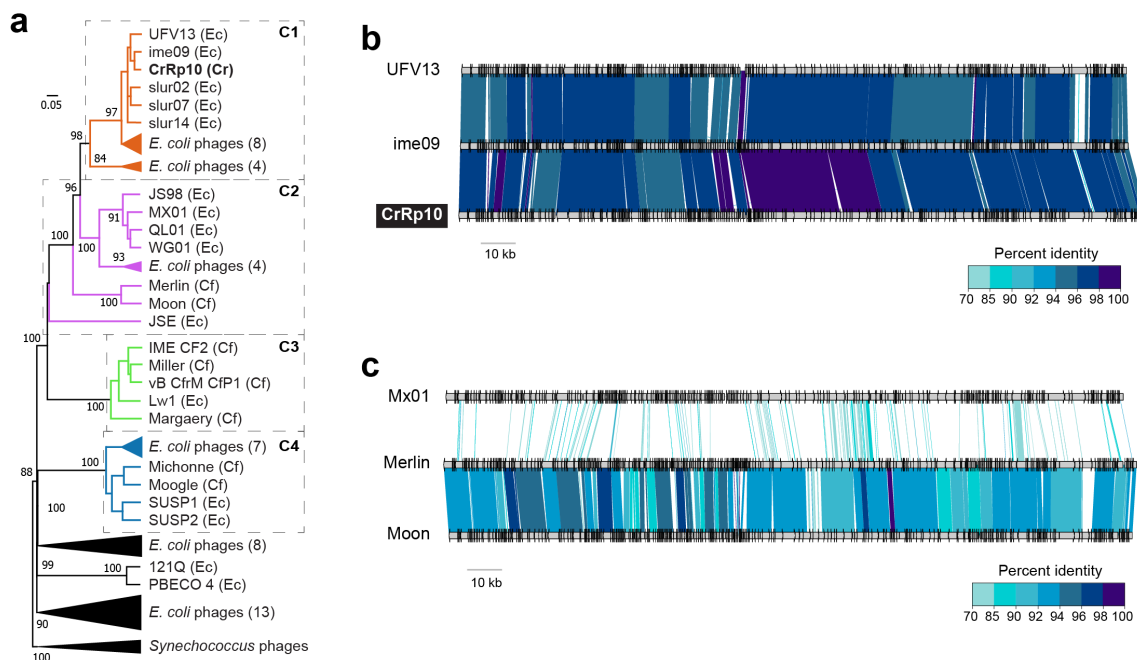 a
C1
UFV13 (Ec)
ime09 (Ec)
CrRp10 (Cr)
slur02 (Ec)
slur07 (Ec)
slur14 (Ec)
E. coli phages (8)
E. coli phages (4)
0.05
97
98
84
96
C2
JS98 (Ec)
MX01 (Ec)
QL01 (Ec)
WG01 (Ec)
E. coli phages (4)
Merlin (Cf)
Moon (Cf)
JSE (Ec)
91
100
100
93
100
100
C3
IME CF2 (Cf)
Miller (Cf)
vB CfrM CfP1 (Cf)
Lw1 (Ec)
Margaery (Cf)
100
C4
E. coli phages (7)
Michonne (Cf)
Moogle (Cf)
SUSP1 (Ec)
SUSP2 (Ec)
100
88
100
E. coli phages (8)
99
100
121Q (Ec)
PBECO 4 (Ec)
E. coli phages (13)
90
Synechococcus phages
100
b
UFV13
ime09
CrRp10
10 kb
Percent identity
70 85 90 92 94 96 98 100
c
Mx01
Merlin
Moon
10 kb
Percent identity
70 85 90 92 94 96 98 100